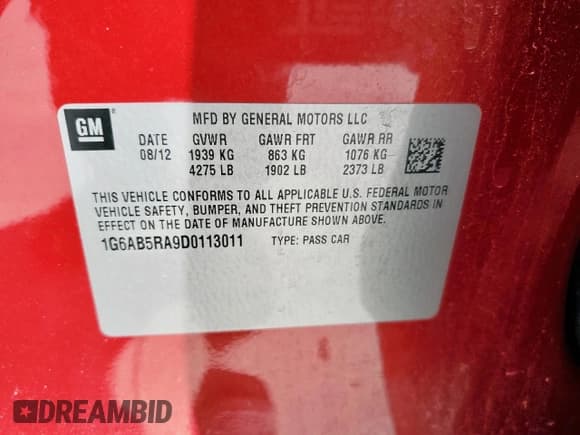 GM
MFD BY GENERAL MOTORS LLC
DATE GVWR GAWR FRT GAWR RR
08/12 1939 KG 863 KG 1076 KG
4275 LB 1902 LB 2373 LB
THIS VEHICLE CONFORMS TO ALL APPLICABLE U.S. FEDERAL MOTOR
VEHICLE SAFETY, BUMPER, AND THEFT PREVENTION STANDARDS IN
EFFECT ON THE DATE OF MANUFACTURE SHOWN ABOVE.
1G6AB5RA9D0113011 TYPE: PASS CAR
DREAMBID